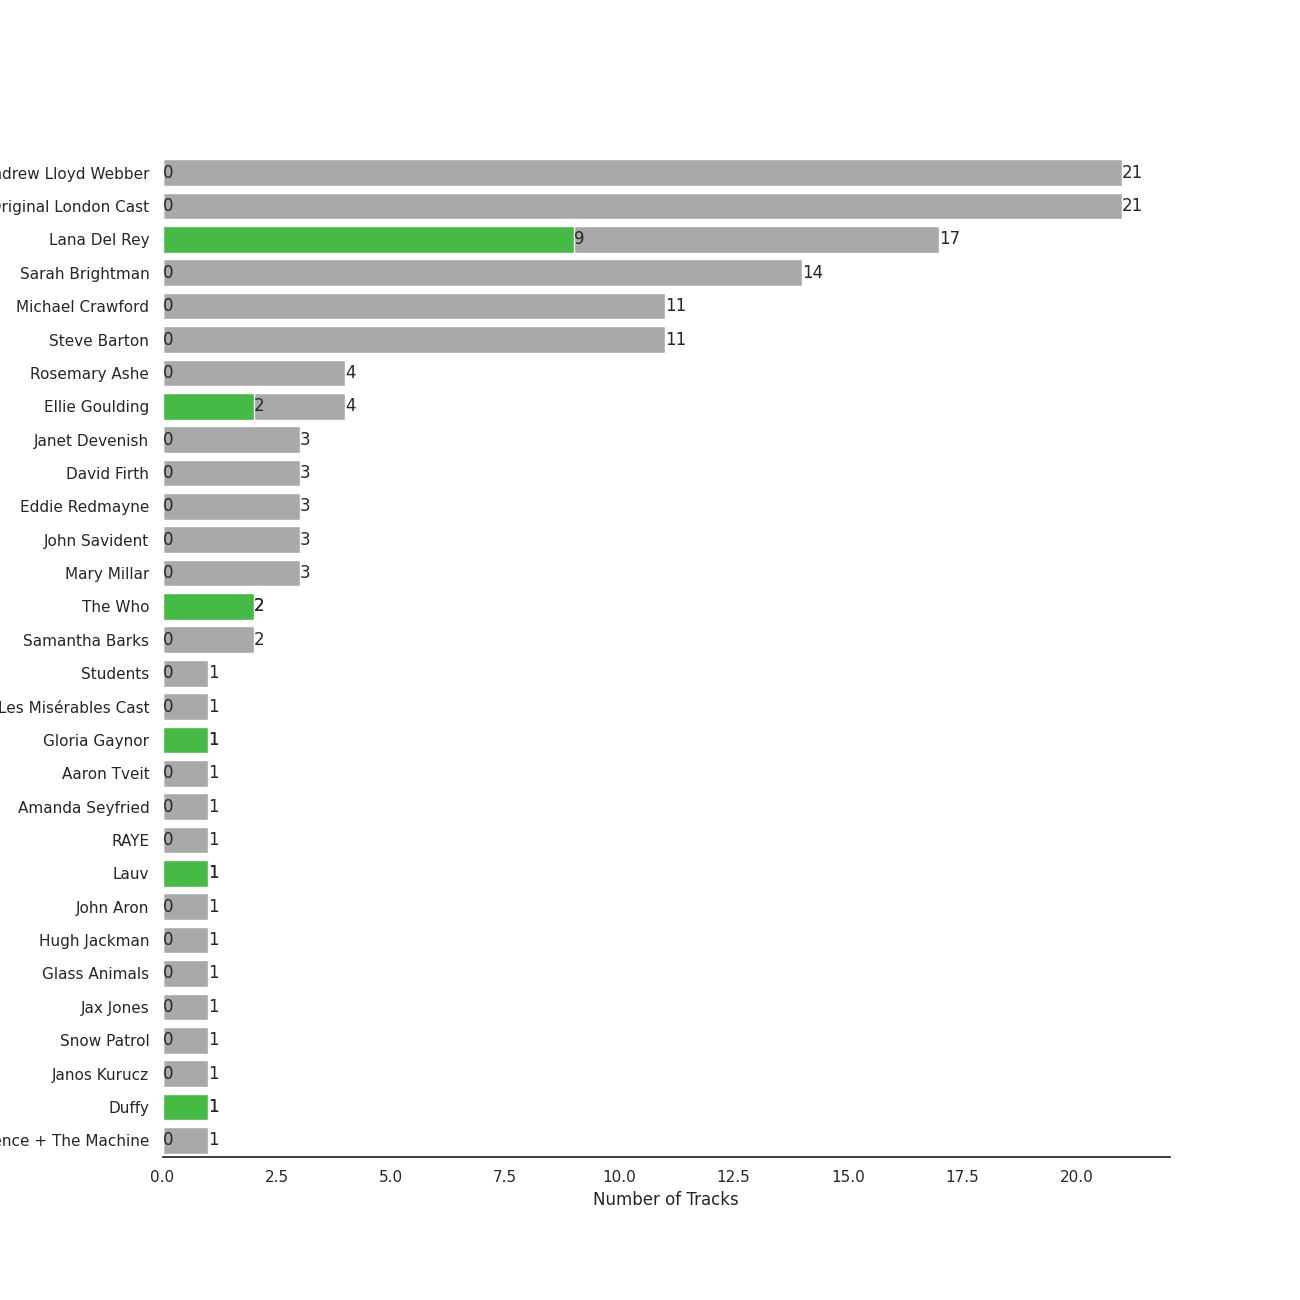 Lloyd Webber 0 21
London Cast 0 21
Lana Del Rey 9 17
Sarah Brightman 0 14
Michael Crawford 0 11
Steve Barton 0 11
Rosemary Ashe 0 4
Ellie Goulding 2 4
Janet Devenish 0 3
David Firth 0 3
Eddie Redmayne 0 3
John Savident 0 3
Mary Millar 0 3
The Who 2
Samantha Barks 0 2
Students 0 1
Les Misérables Cast 0 1
Gloria Gaynor 1
Aaron Tveit 0 1
Amanda Seyfried 0 1
RAYE 0 1
Lauv 1
John Aron 0 1
Hugh Jackman 0 1
Glass Animals 0 1
Jax Jones 0 1
Snow Patrol 0 1
Janos Kurucz 0 1
Duffy 1
+ The Machine 0 1
0.0 2.5 5.0 7.5 10.0 12.5 15.0 17.5 20.0
Number of Tracks